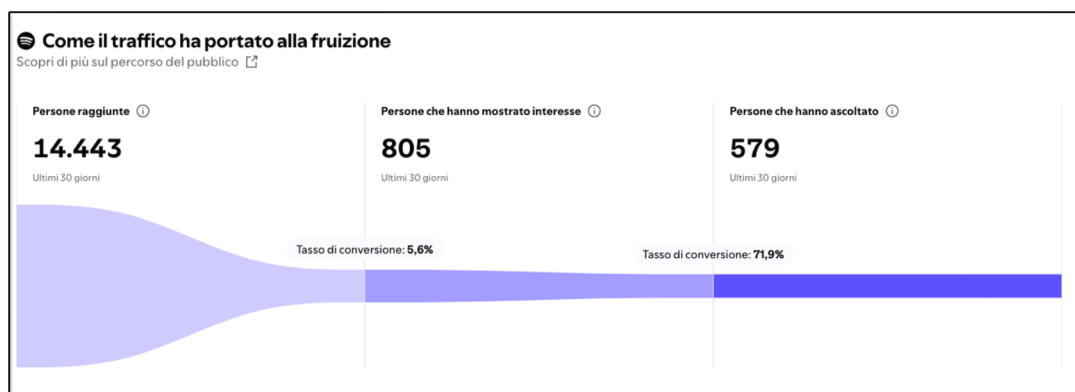 Come il traffico ha portato alla fruizione
Scopri di più sul percorso del pubblico
Persone raggiunte
14.443
Ultimi 30 giorni
Persone che hanno mostrato interesse
805
Ultimi 30 giorni
Persone che hanno ascoltato
579
Ultimi 30 giorni
Tasso di conversione: 5,6%
Tasso di conversione: 71,9%